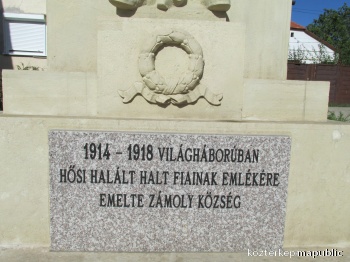 1914 - 1918 VILÁGHÁBORÚBAN
HŐSI HALÁLT HALT FIAINAK EMLÉKÉRE
EMELTE ZÁMOLY KÖZSÉG
kozterkep.mapublic